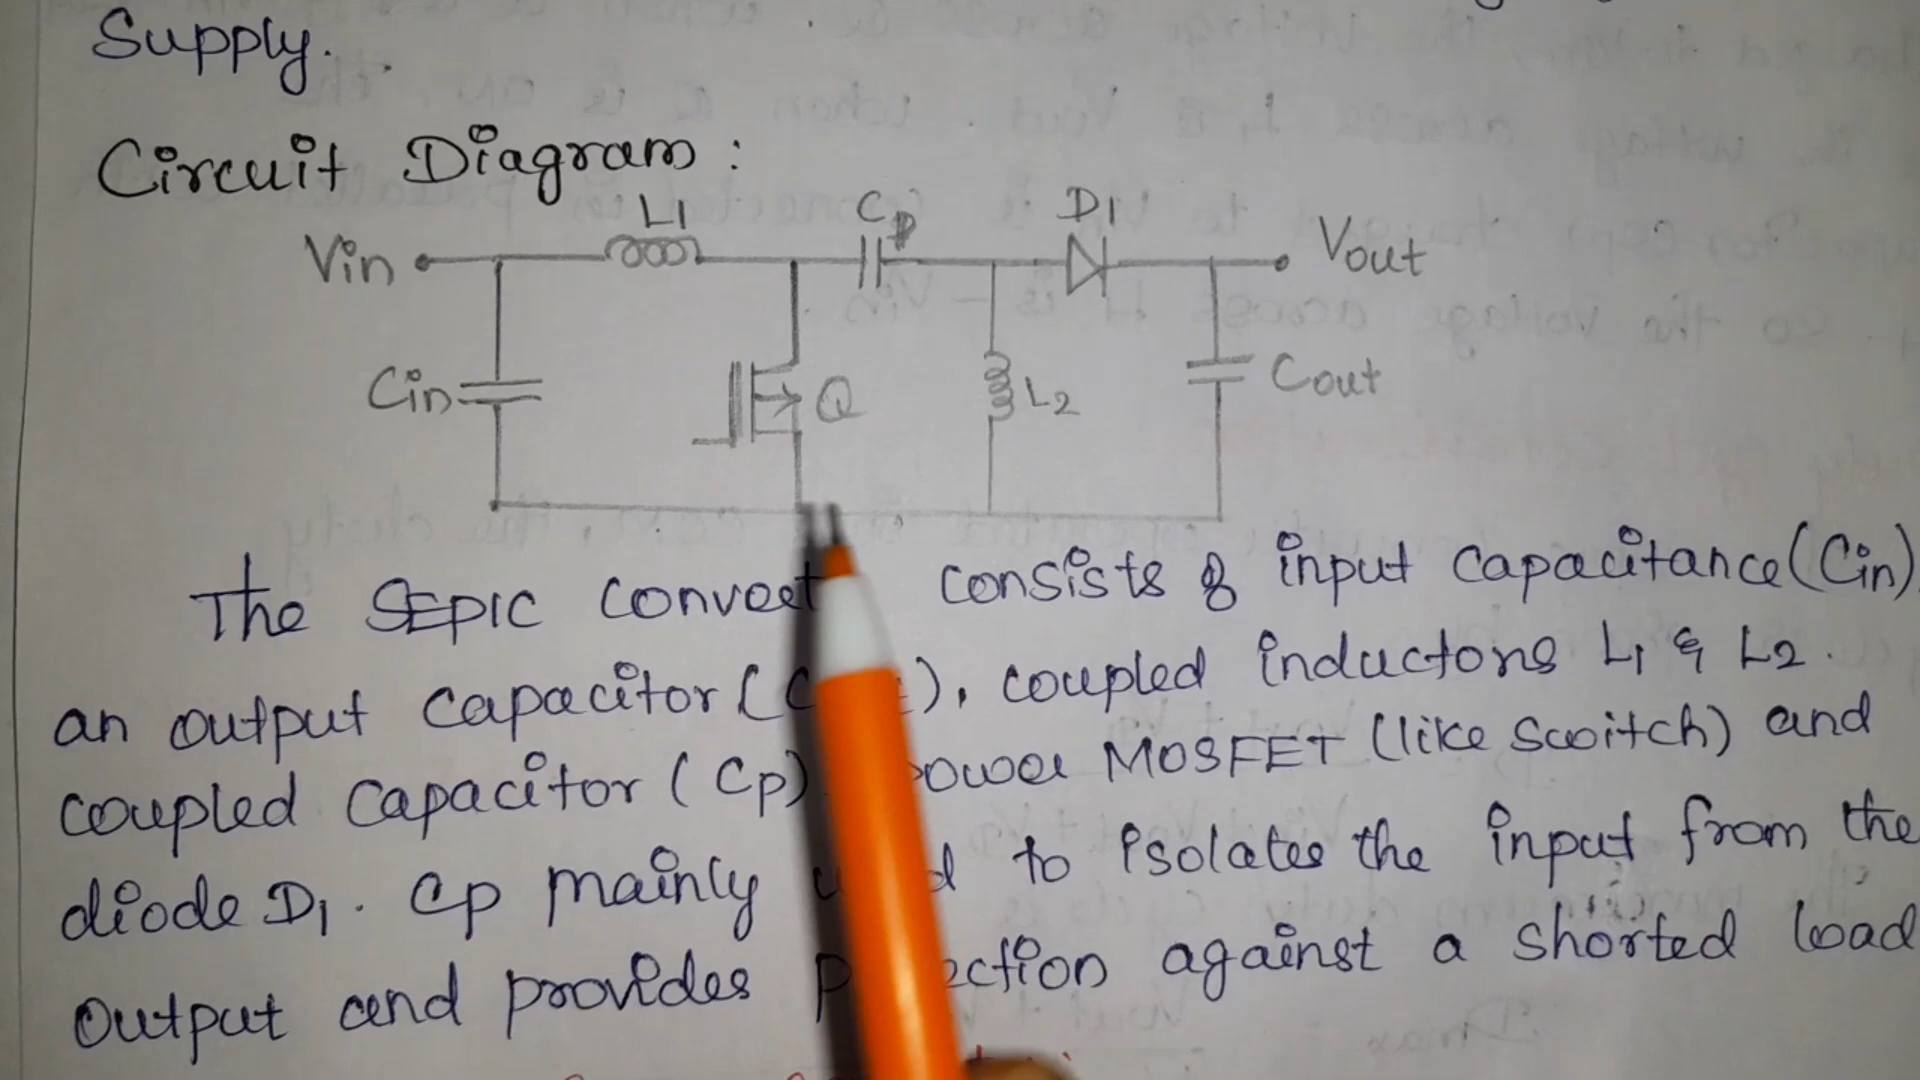 Supply.
Circuit Diagram:
L1 Cp D1
Vin Vout
Cin Q L2 Cout
The SEPIC convert consists of input capacitance (Cin),
an output capacitor ( ), coupled inductors L1 & L2.
coupled capacitor (Cp) power MOSFET (like switch) and
diode D1. Cp mainly to isolates the input from the
output and provides against a shorted load